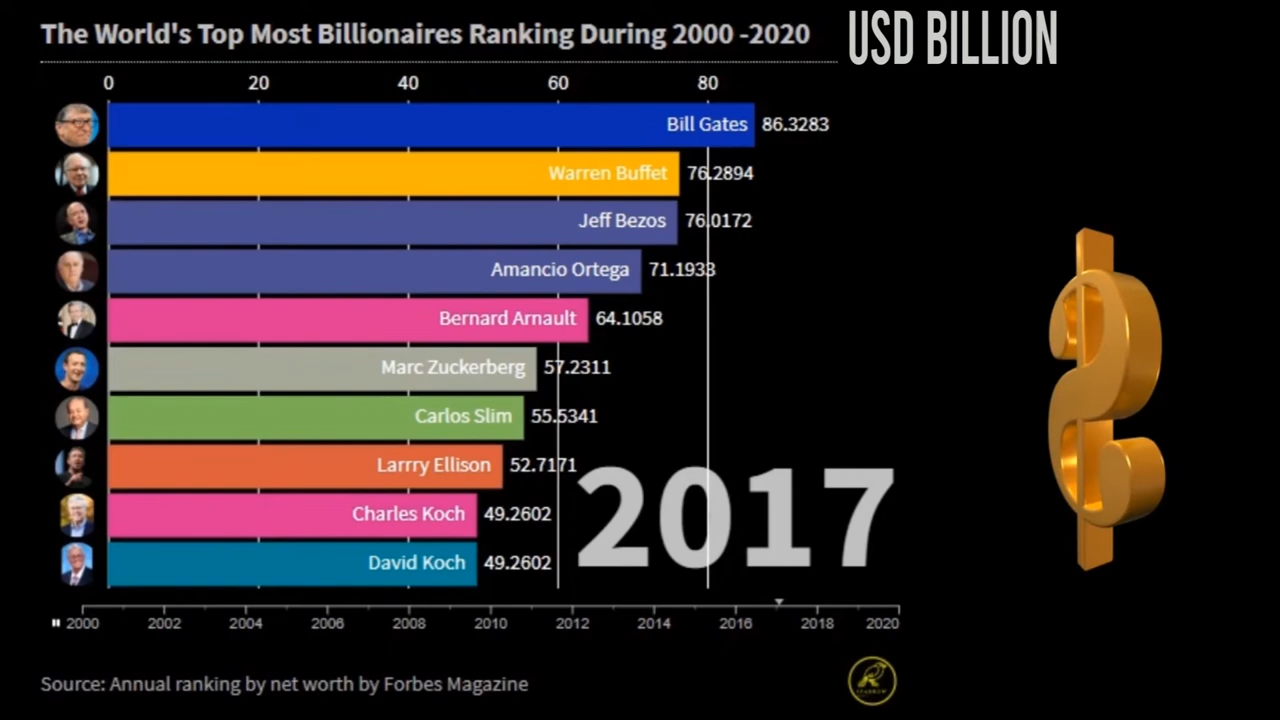 The World's Top Most Billionaires Ranking During 2000 -2020
USD BILLION
0 20 40 60 80
Bill Gates 86.3283
Warren Buffet 76.2894
Jeff Bezos 76.0172
Amancio Ortega 71.1933
Bernard Arnault 64.1058
Marc Zuckerberg 57.2311
Carlos Slim 55.5341
Larrry Ellison 52.7171
Charles Koch 49.2602
David Koch 49.2602
2017
2000 2002 2004 2006 2008 2010 2012 2014 2016 2018 2020
Source: Annual ranking by net worth by Forbes Magazine